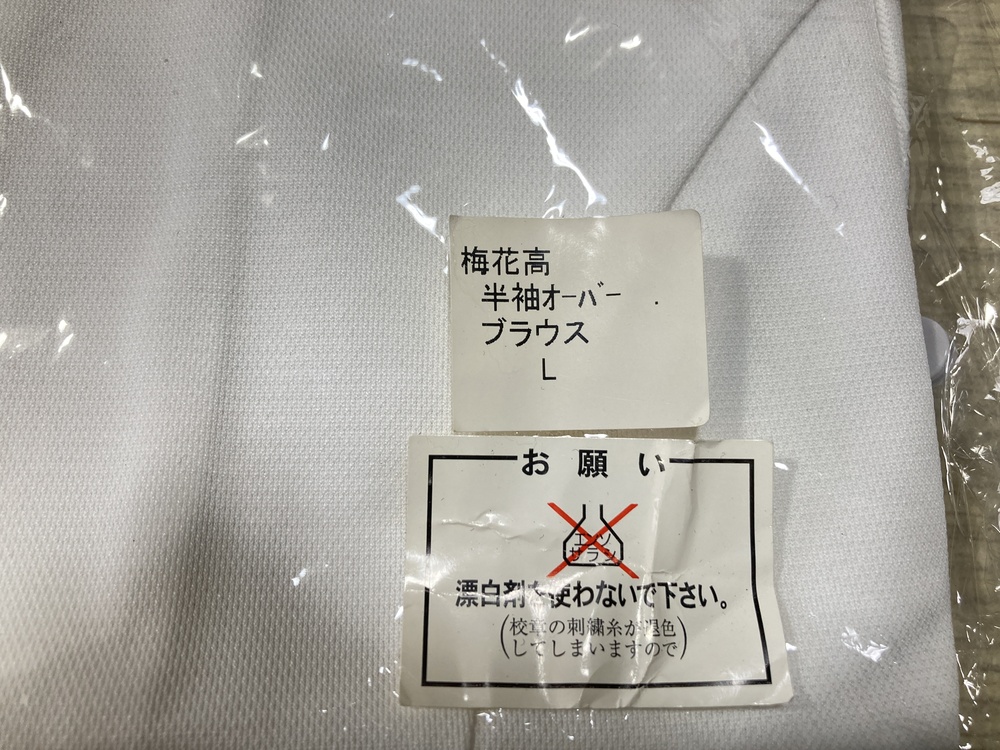 梅花高
半袖オーバー
ブラウス
L
お願い
エンソ
サラシ
漂白剤を使わないで下さい。
(校章の刺繍糸が退色
じてしまいますので)